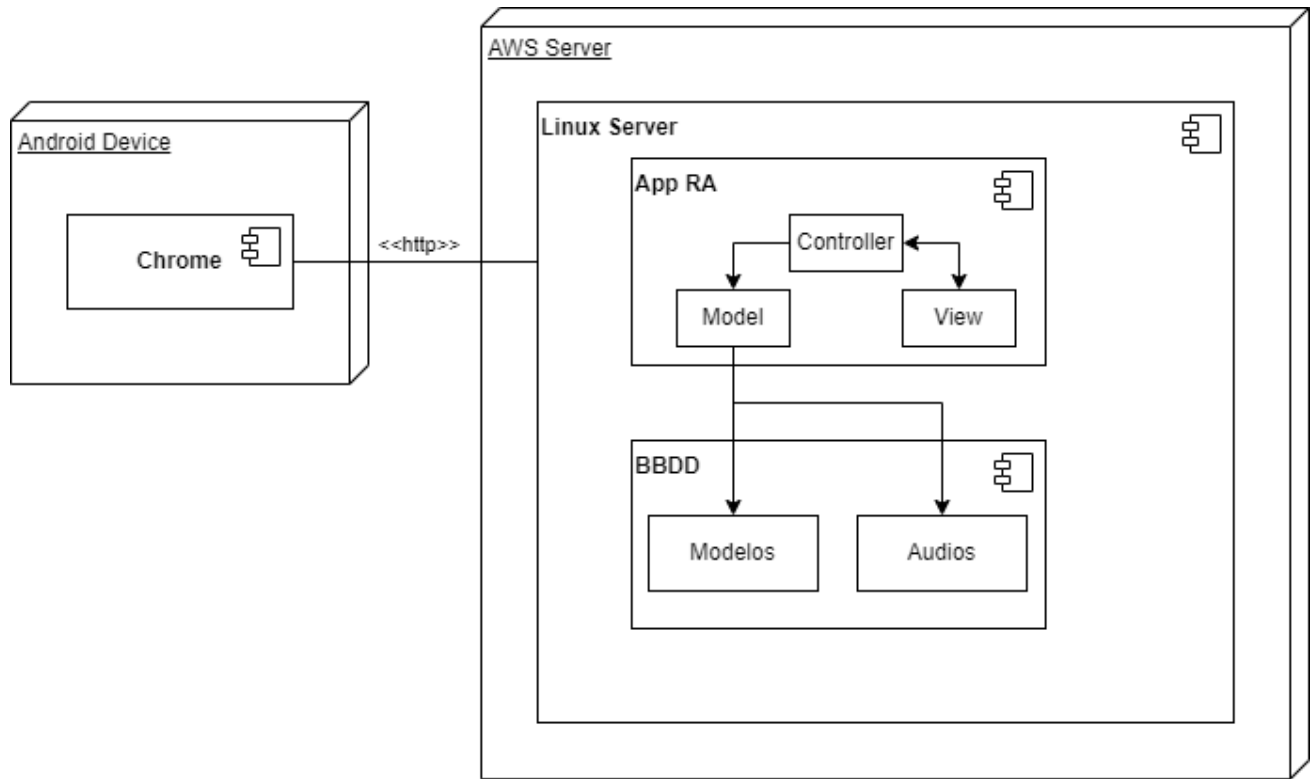 AWS Server
Android Device
Linux Server
App RA
Chrome
<<http>>
Controller
Model
View
BBDD
Modelos
Audios